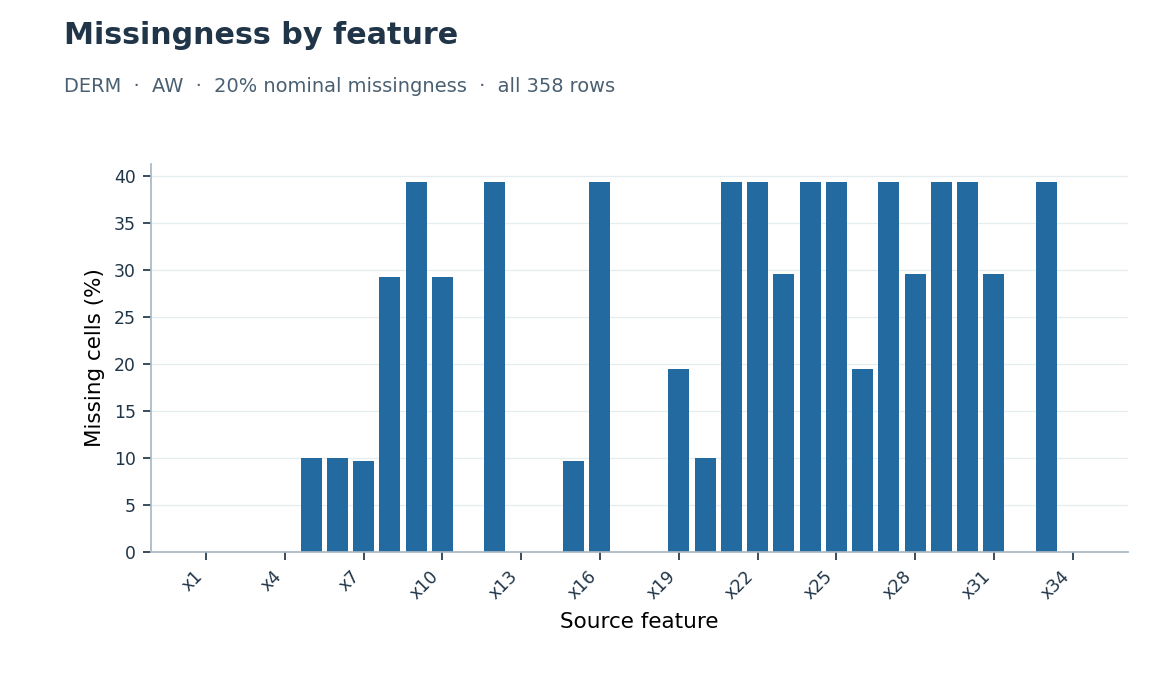 Missingness by feature
DERM · AW · 20% nominal missingness · all 358 rows
Missing cells (%)
40
35
30
25
20
15
10
5
0
x1 x4 x7 x10 x13 x16 x19 x22 x25 x28 x31 x34
Source feature